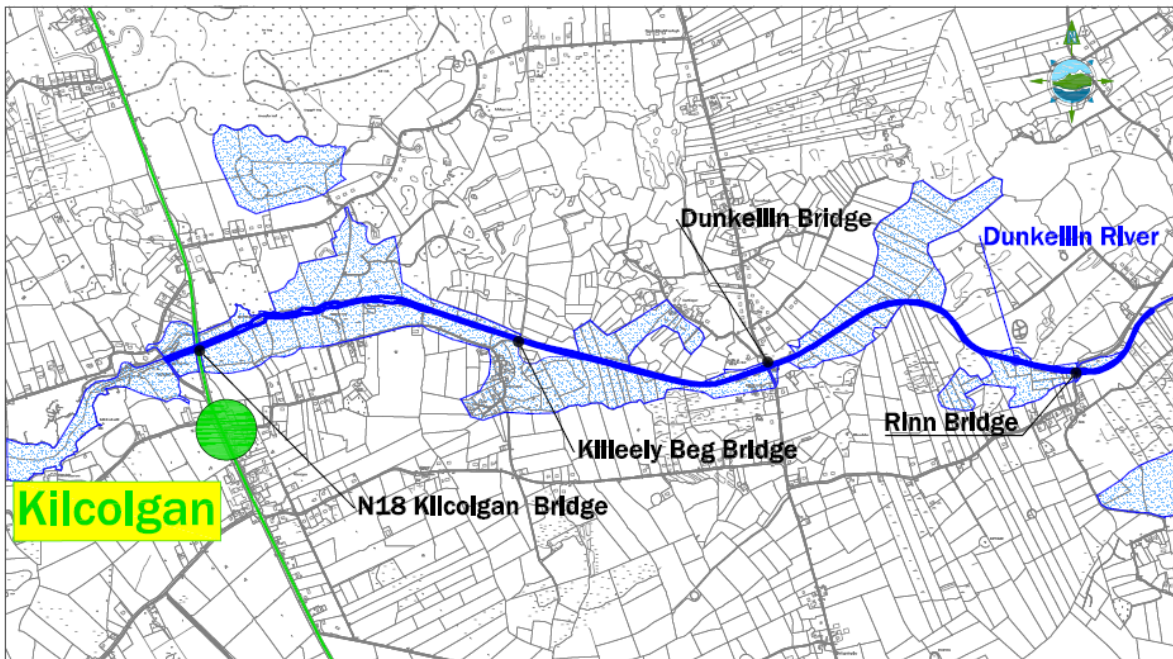 Dunkellin Bridge
Dunkellin River
Rinn Bridge
Killeely Beg Bridge
N18 Kilcolgan Bridge
Kilcolgan